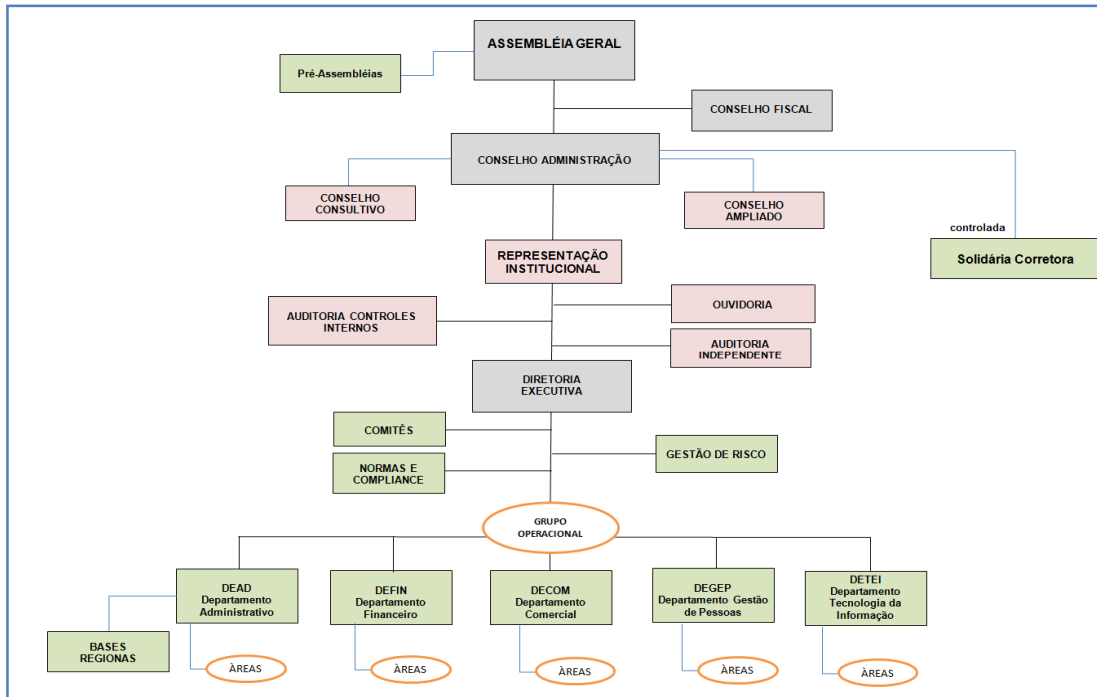 ASSEMBLÉIA GERAL
Pré-Assembléias
CONSELHO FISCAL
CONSELHO ADMINISTRAÇÃO
CONSELHO
CONSULTIVO
CONSELHO
AMPLIADO
controlada
Solidária Corretora
REPRESENTAÇÃO
INSTITUCIONAL
OUVIDORIA
AUDITORIA CONTROLES
INTERNOS
AUDITORIA
INDEPENDENTE
DIRETORIA
EXECUTIVA
COMITÊS
GESTÃO DE RISCO
NORMAS E
COMPLIANCE
GRUPO
OPERACIONAL
DEAD
Departamento
Administrativo
DEFIN
Departamento
Financeiro
DECOM
Departamento
Comercial
DEGEP
Departamento Gestão
de Pessoas
DETEI
Departamento
Tecnologia da
Informação
BASES
REGIONAS
ÀREAS
ÀREAS
ÀREAS
ÀREAS
ÀREAS